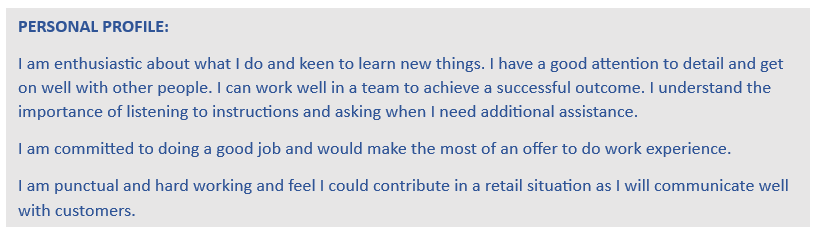 PERSONAL PROFILE:
I am enthusiastic about what I do and keen to learn new things. I have a good attention to detail and get
on well with other people. I can work well in a team to achieve a successful outcome. I understand the
importance of listening to instructions and asking when I need additional assistance.
I am committed to doing a good job and would make the most of an offer to do work experience.
I am punctual and hard working and feel I could contribute in a retail situation as I will communicate well
with customers.